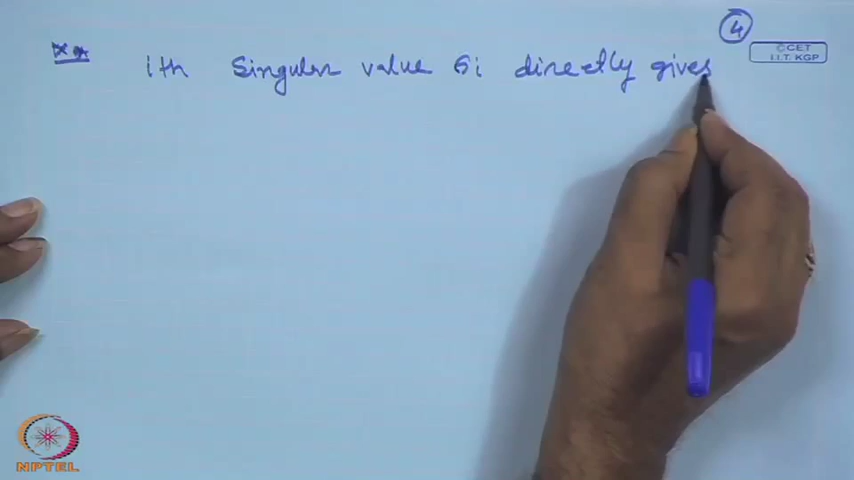 4
©CET
I.I.T. KGP
** ith Singular value σi directly gives
NPTEL